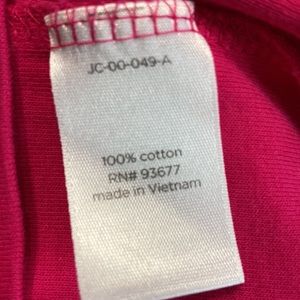 JC-00-049-A
100% cotton
RN# 93677
made in Vietnam